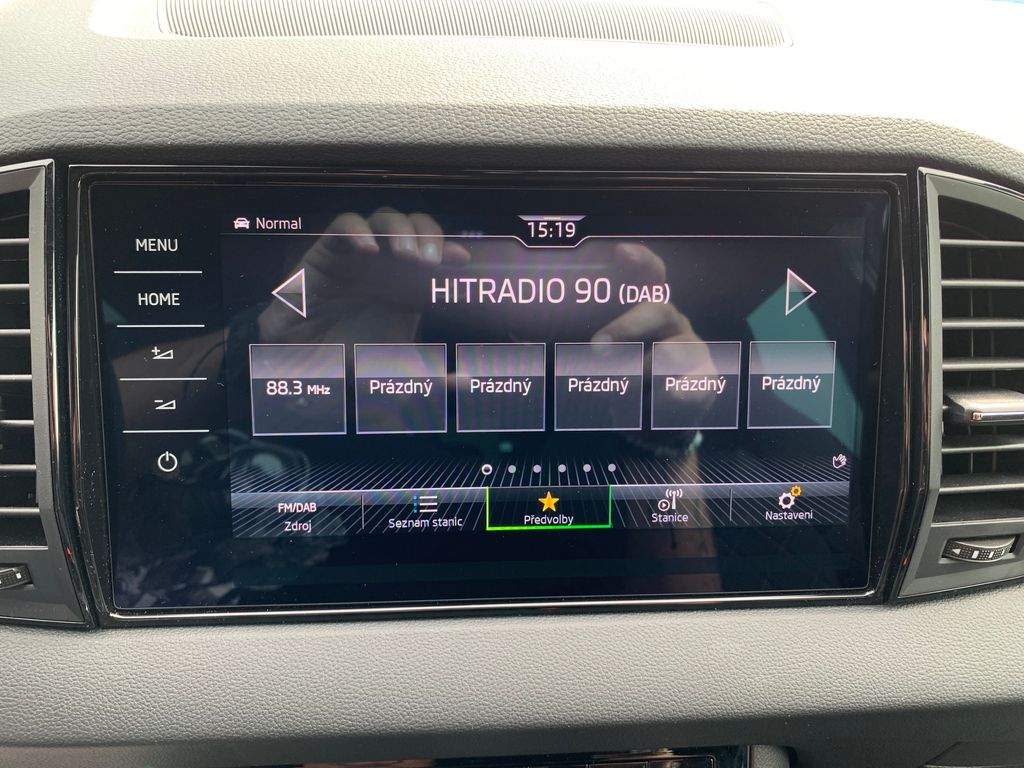 MENU
HOME
Normal
15:19
HITRADIO 90 (DAB)
88.3 MHz
Prázdný
Prázdný
Prázdný
Prázdný
Prázdný
FM/DAB
Zdroj
Seznam stanic
Předvolby
Stanice
Nastavení